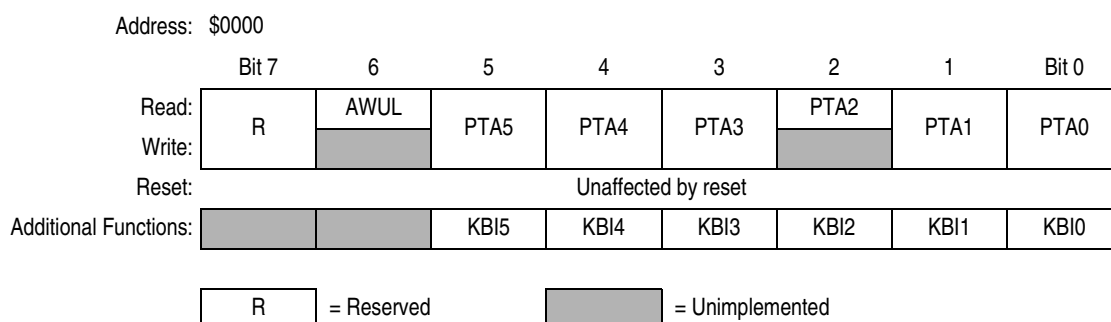 Address: $0000
Bit 7 6 5 4 3 2 1 Bit 0
Read: R AWUL PTA5 PTA4 PTA3 PTA2 PTA1 PTA0
Write:
Reset: Unaffected by reset
Additional Functions: KBI5 KBI4 KBI3 KBI2 KBI1 KBI0
R = Reserved = Unimplemented